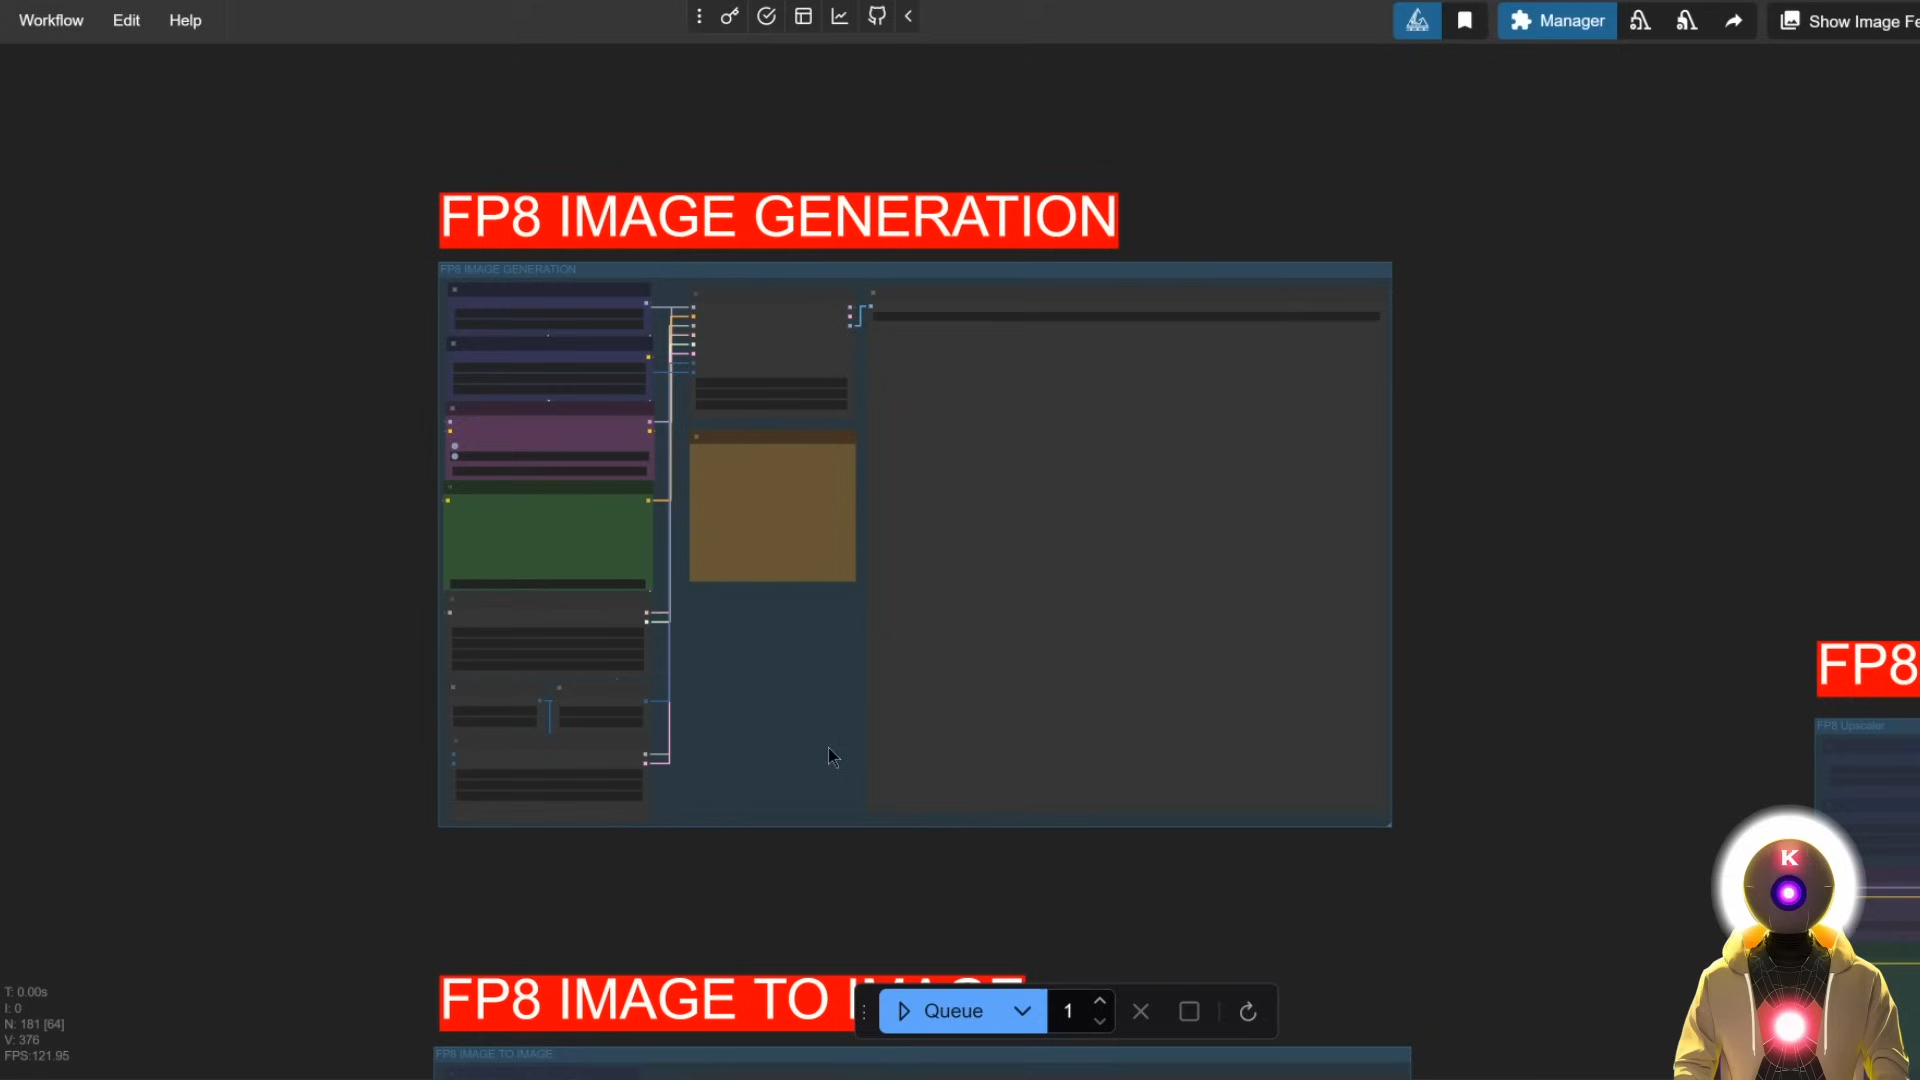 Workflow Edit Help
Manager
Show Image Fe
FP8 IMAGE GENERATION
FP8 IMAGE GENERATION
FP8
FP8 Upscaler
K
FP8 IMAGE TO IMAGE
Queue 1
FP8 IMAGE TO IMAGE
T: 0.00s
I: 0
N: 181 [64]
V: 376
FPS:121.95